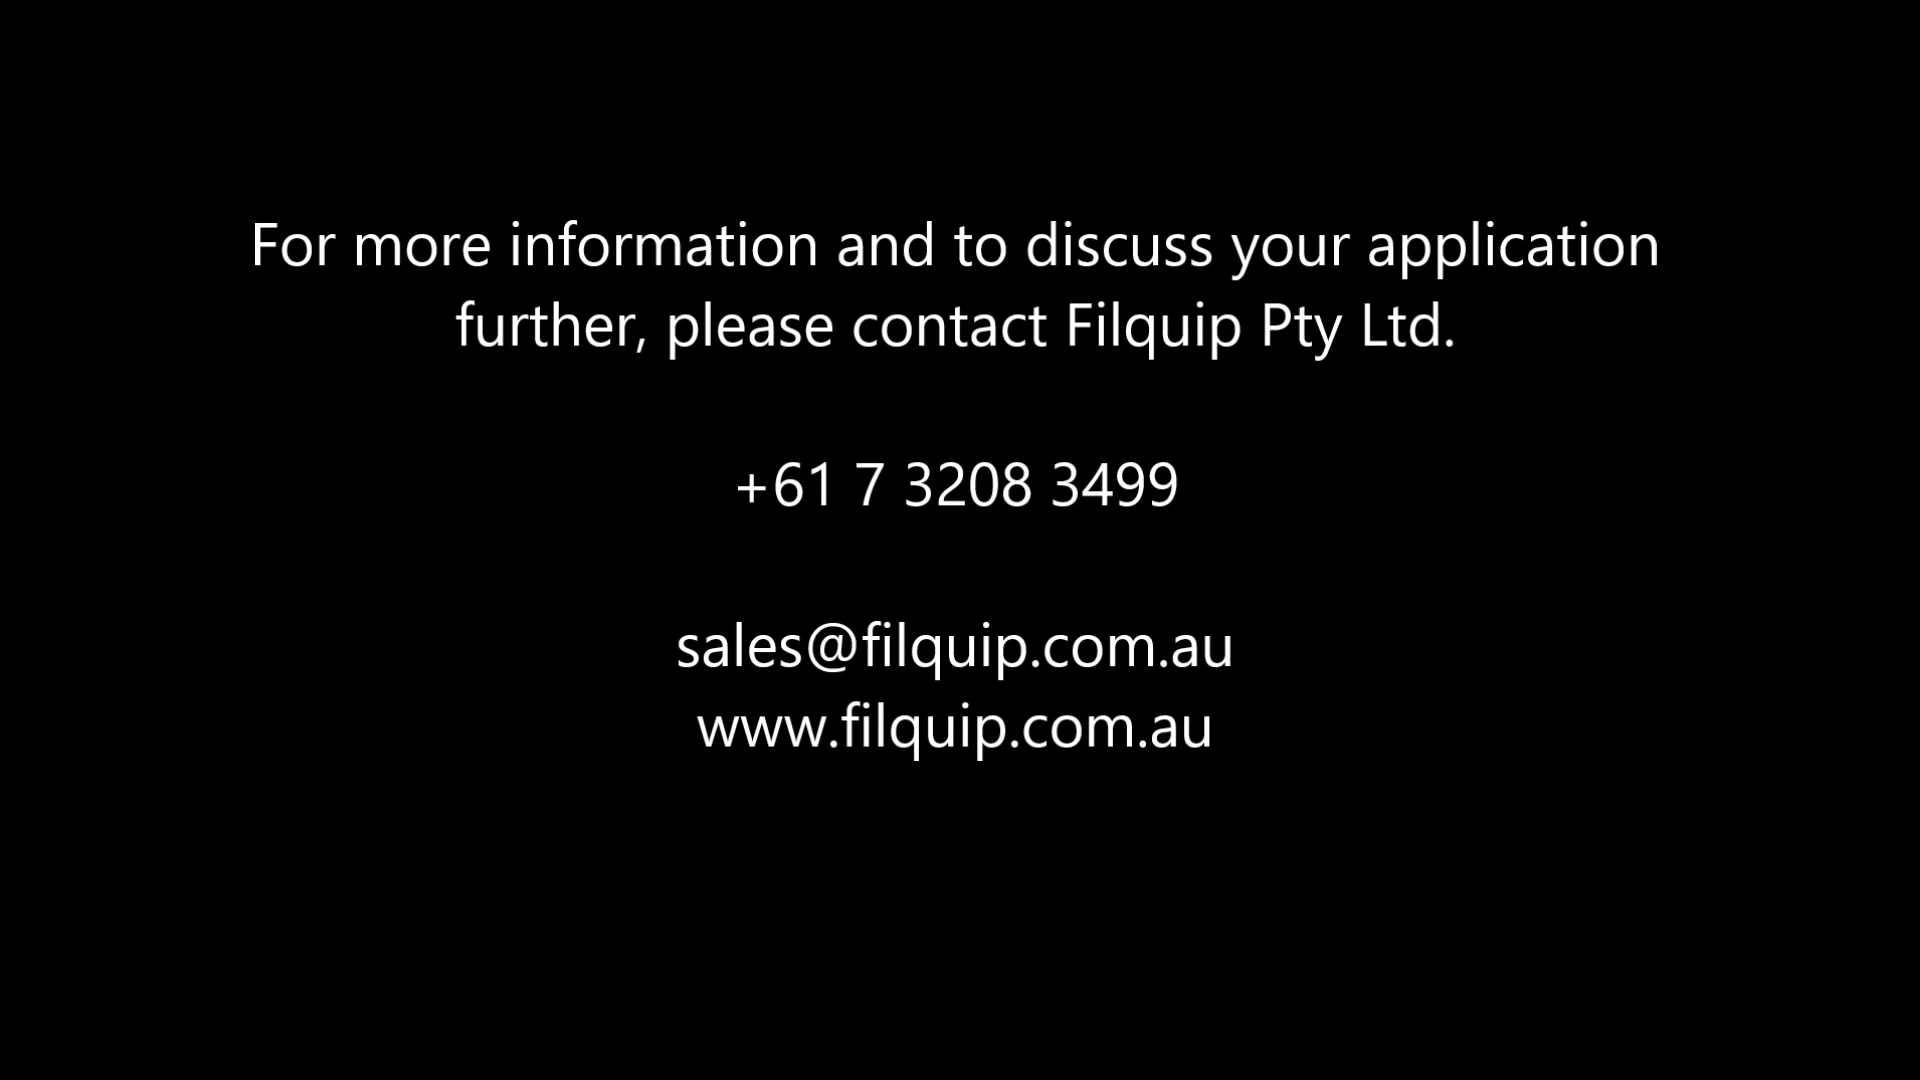 For more information and to discuss your application
further, please contact Filquip Pty Ltd.
+61 7 3208 3499
sales@filquip.com.au
www.filquip.com.au